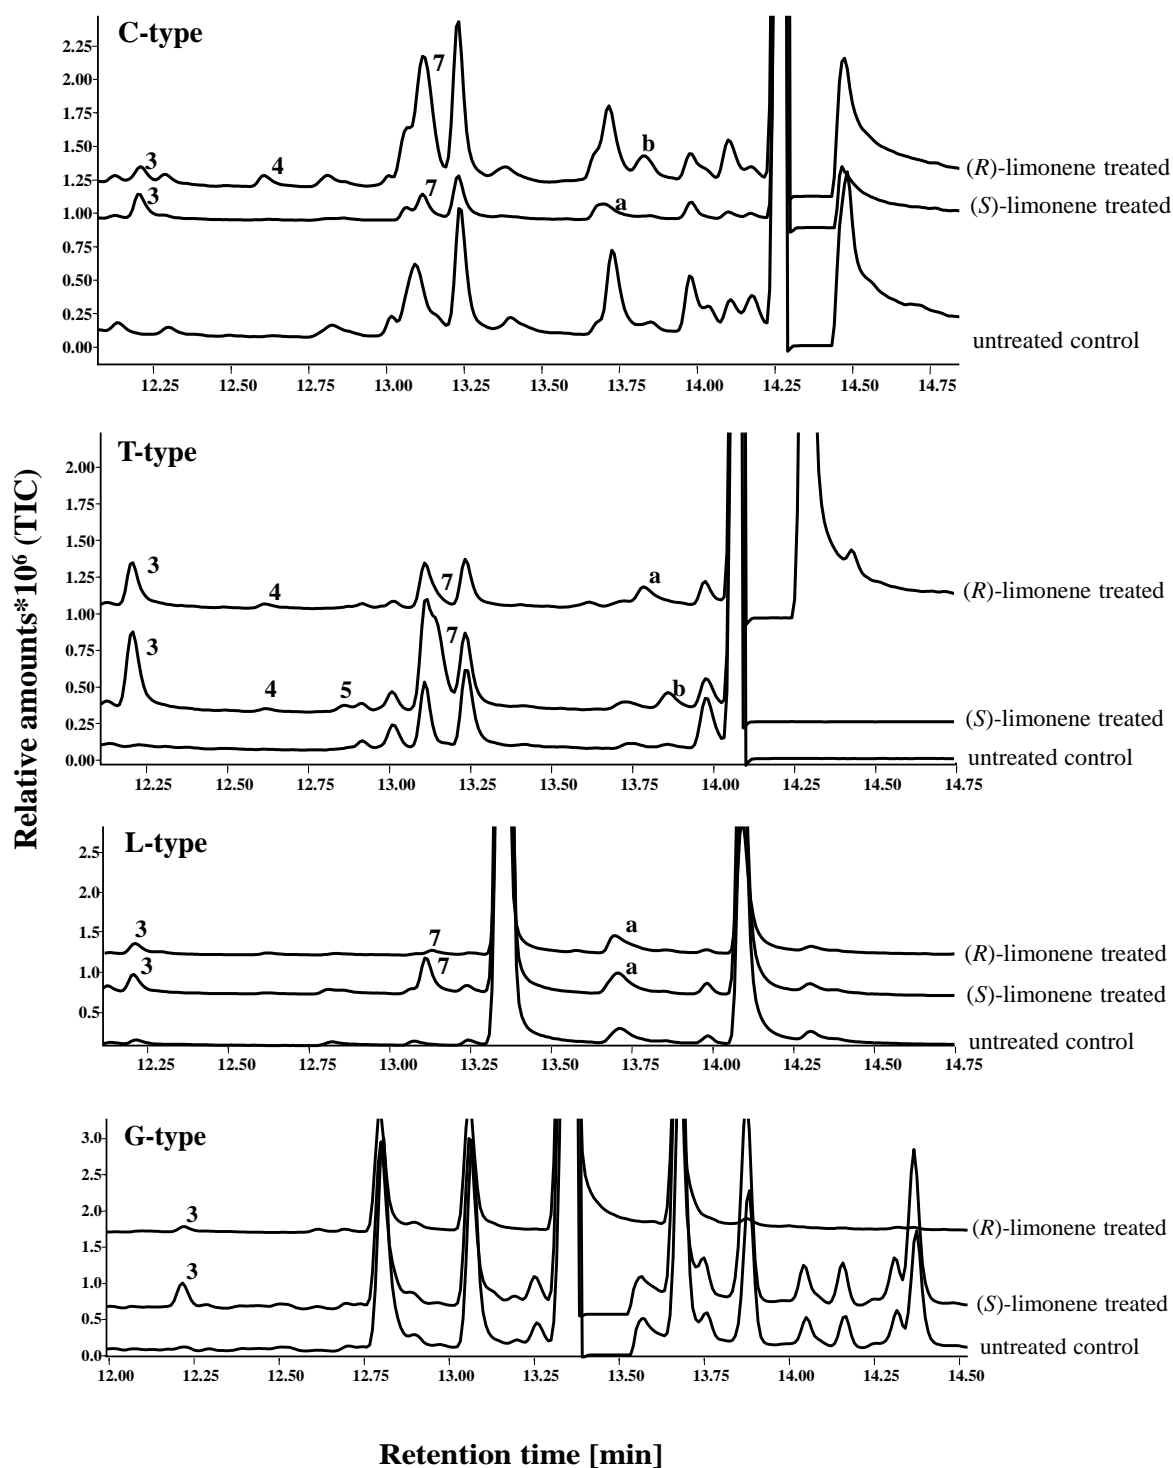 C-type
2.25
2.00
1.75
1.50
1.25
1.00
0.75
0.50
0.25
0.00
3
4
7
b
(R)-limonene treated
3
7
a
(S)-limonene treated
untreated control
12.25 12.50 12.75 13.00 13.25 13.50 13.75 14.00 14.25 14.50 14.75
Relative amounts*10⁶ (TIC)
T-type
2.00
1.75
1.50
1.25
1.00
0.75
0.50
0.25
0.00
3
4
7
a
(R)-limonene treated
3
4
5
7
b
(S)-limonene treated
untreated control
12.25 12.50 12.75 13.00 13.25 13.50 13.75 14.00 14.25 14.50 14.75
L-type
2.5
2.0
1.5
1.0
0.5
3
7
a
(R)-limonene treated
3
7
a
(S)-limonene treated
untreated control
12.25 12.50 12.75 13.00 13.25 13.50 13.75 14.00 14.25 14.50 14.75
G-type
3.0
2.5
2.0
1.5
1.0
0.5
0.0
3
(R)-limonene treated
3
(S)-limonene treated
untreated control
12.00 12.25 12.50 12.75 13.00 13.25 13.50 13.75 14.00 14.25 14.50
Retention time [min]